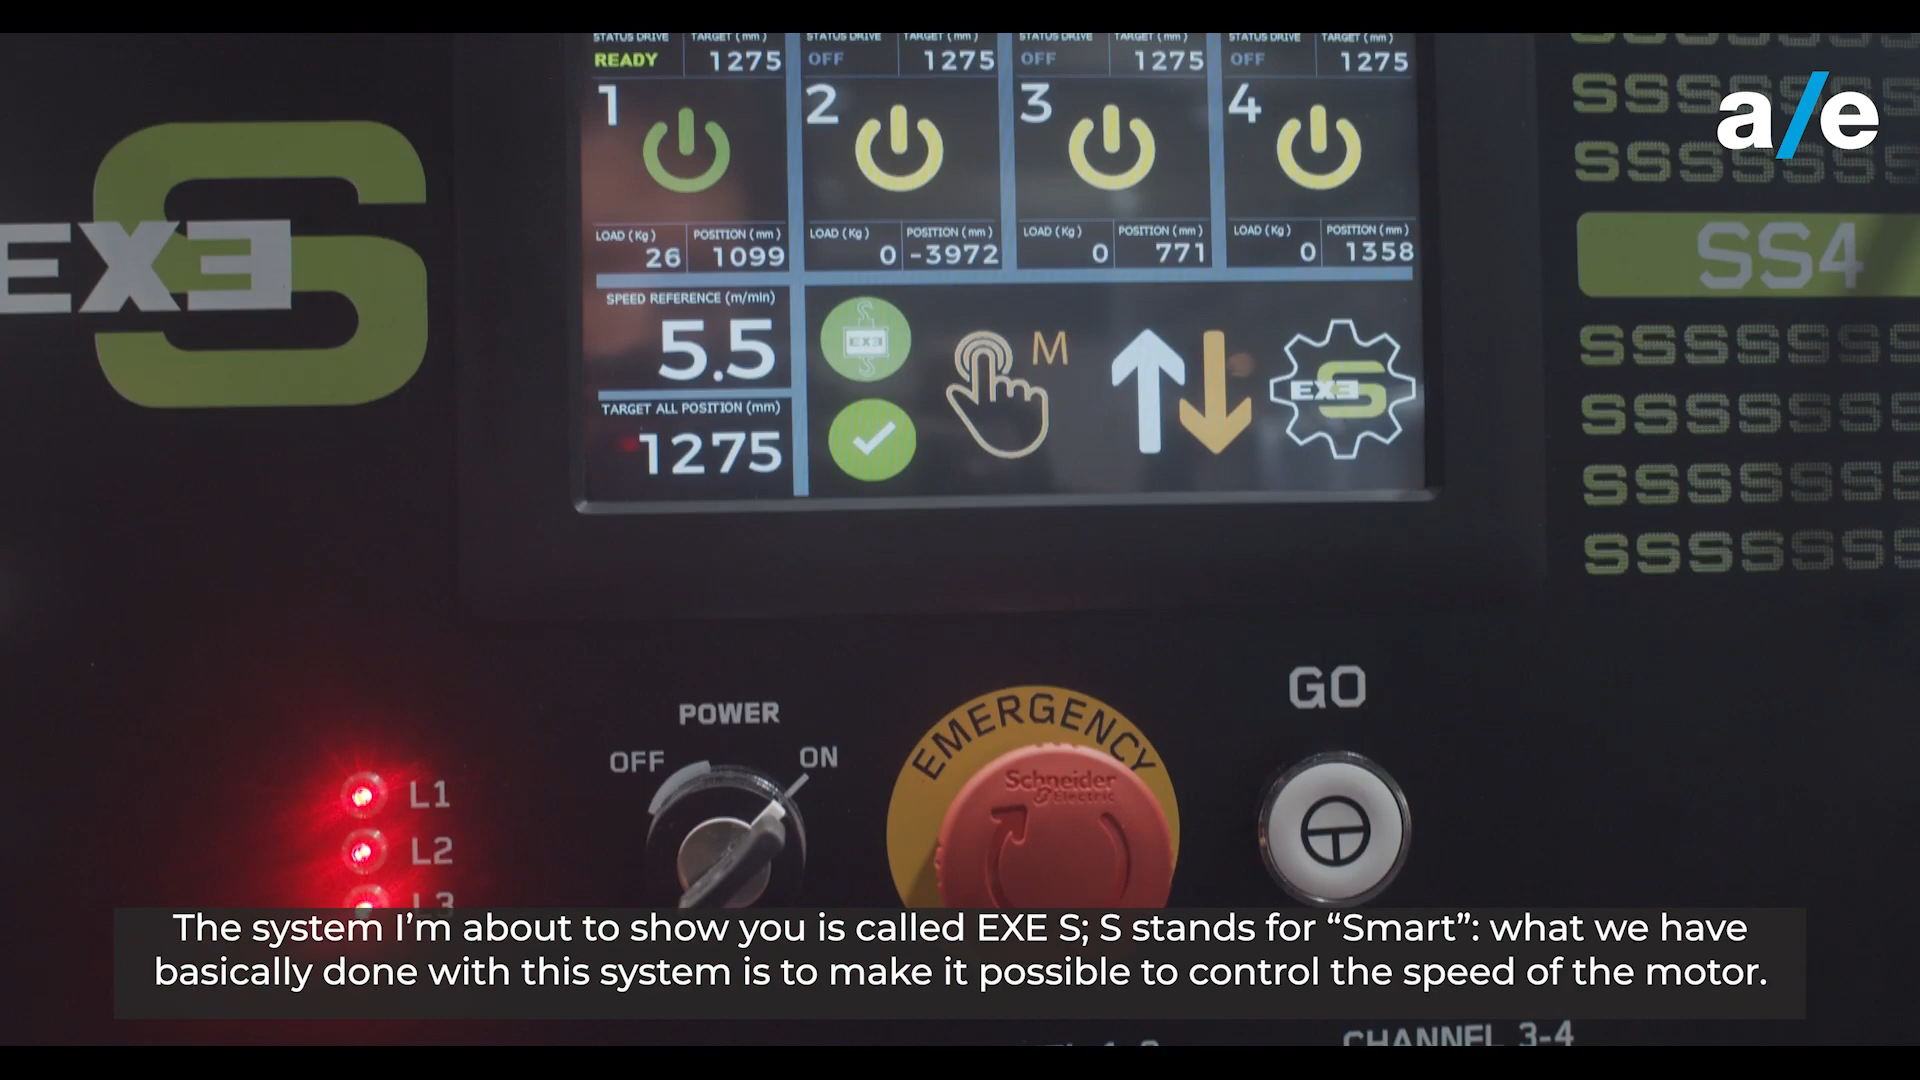 STATUS DRIVE TARGET (mm) STATUS DRIVE TARGET (mm) STATUS DRIVE TARGET (mm) STATUS DRIVE TARGET (mm)
READY 1275 OFF 1275 OFF 1275 OFF 1275
1 2 3 4
LOAD (Kg) POSITION (mm) LOAD (Kg) POSITION (mm) LOAD (Kg) POSITION (mm) LOAD (Kg) POSITION (mm)
26 1099 0 -3972 0 771 0 1358
SPEED REFERENCE (m/min)
5.5
TARGET ALL POSITION (mm)
1275
EXE
M
EXE S
EXE S
a/e
SSSSSSS
SSSSSSS
SSSSSSS
SS4
SSSSSSS
SSSSSSS
SSSSSSS
SSSSSSS
POWER
OFF ON
EMERGENCY
Schneider
Electric
GO
L1
L2
L3
The system I’m about to show you is called EXE S; S stands for “Smart”: what we have
basically done with this system is to make it possible to control the speed of the motor.
CHANNEL 3-4